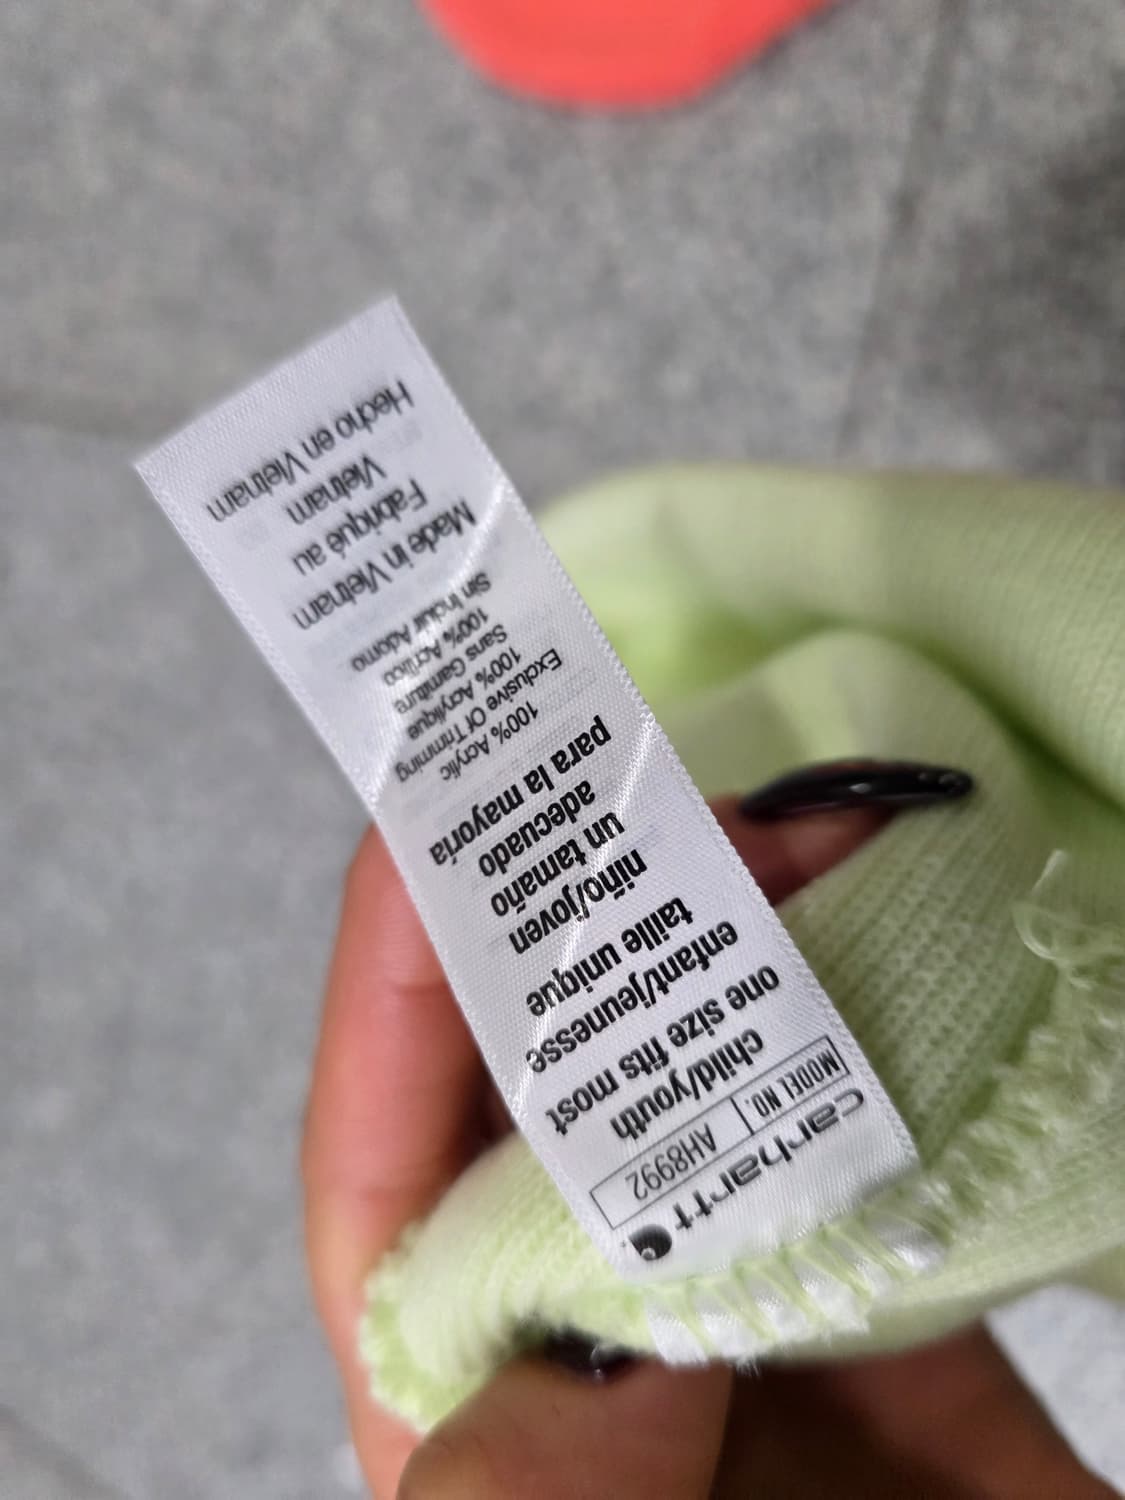 carhartt
MODEL NO. AH8992
child/youth
one size fits most
enfant/jeunesse
taille unique
niño/joven
un tamaño
adecuado
para la mayoría
100% Acrylic
Exclusive Of Trimming
100% Acrylique
Sans Garniture
100% Acrílico
Sin Incluir Adorno
Made in Vietnam
Fabriqué au
Vietnam
Hecho en Vietnam